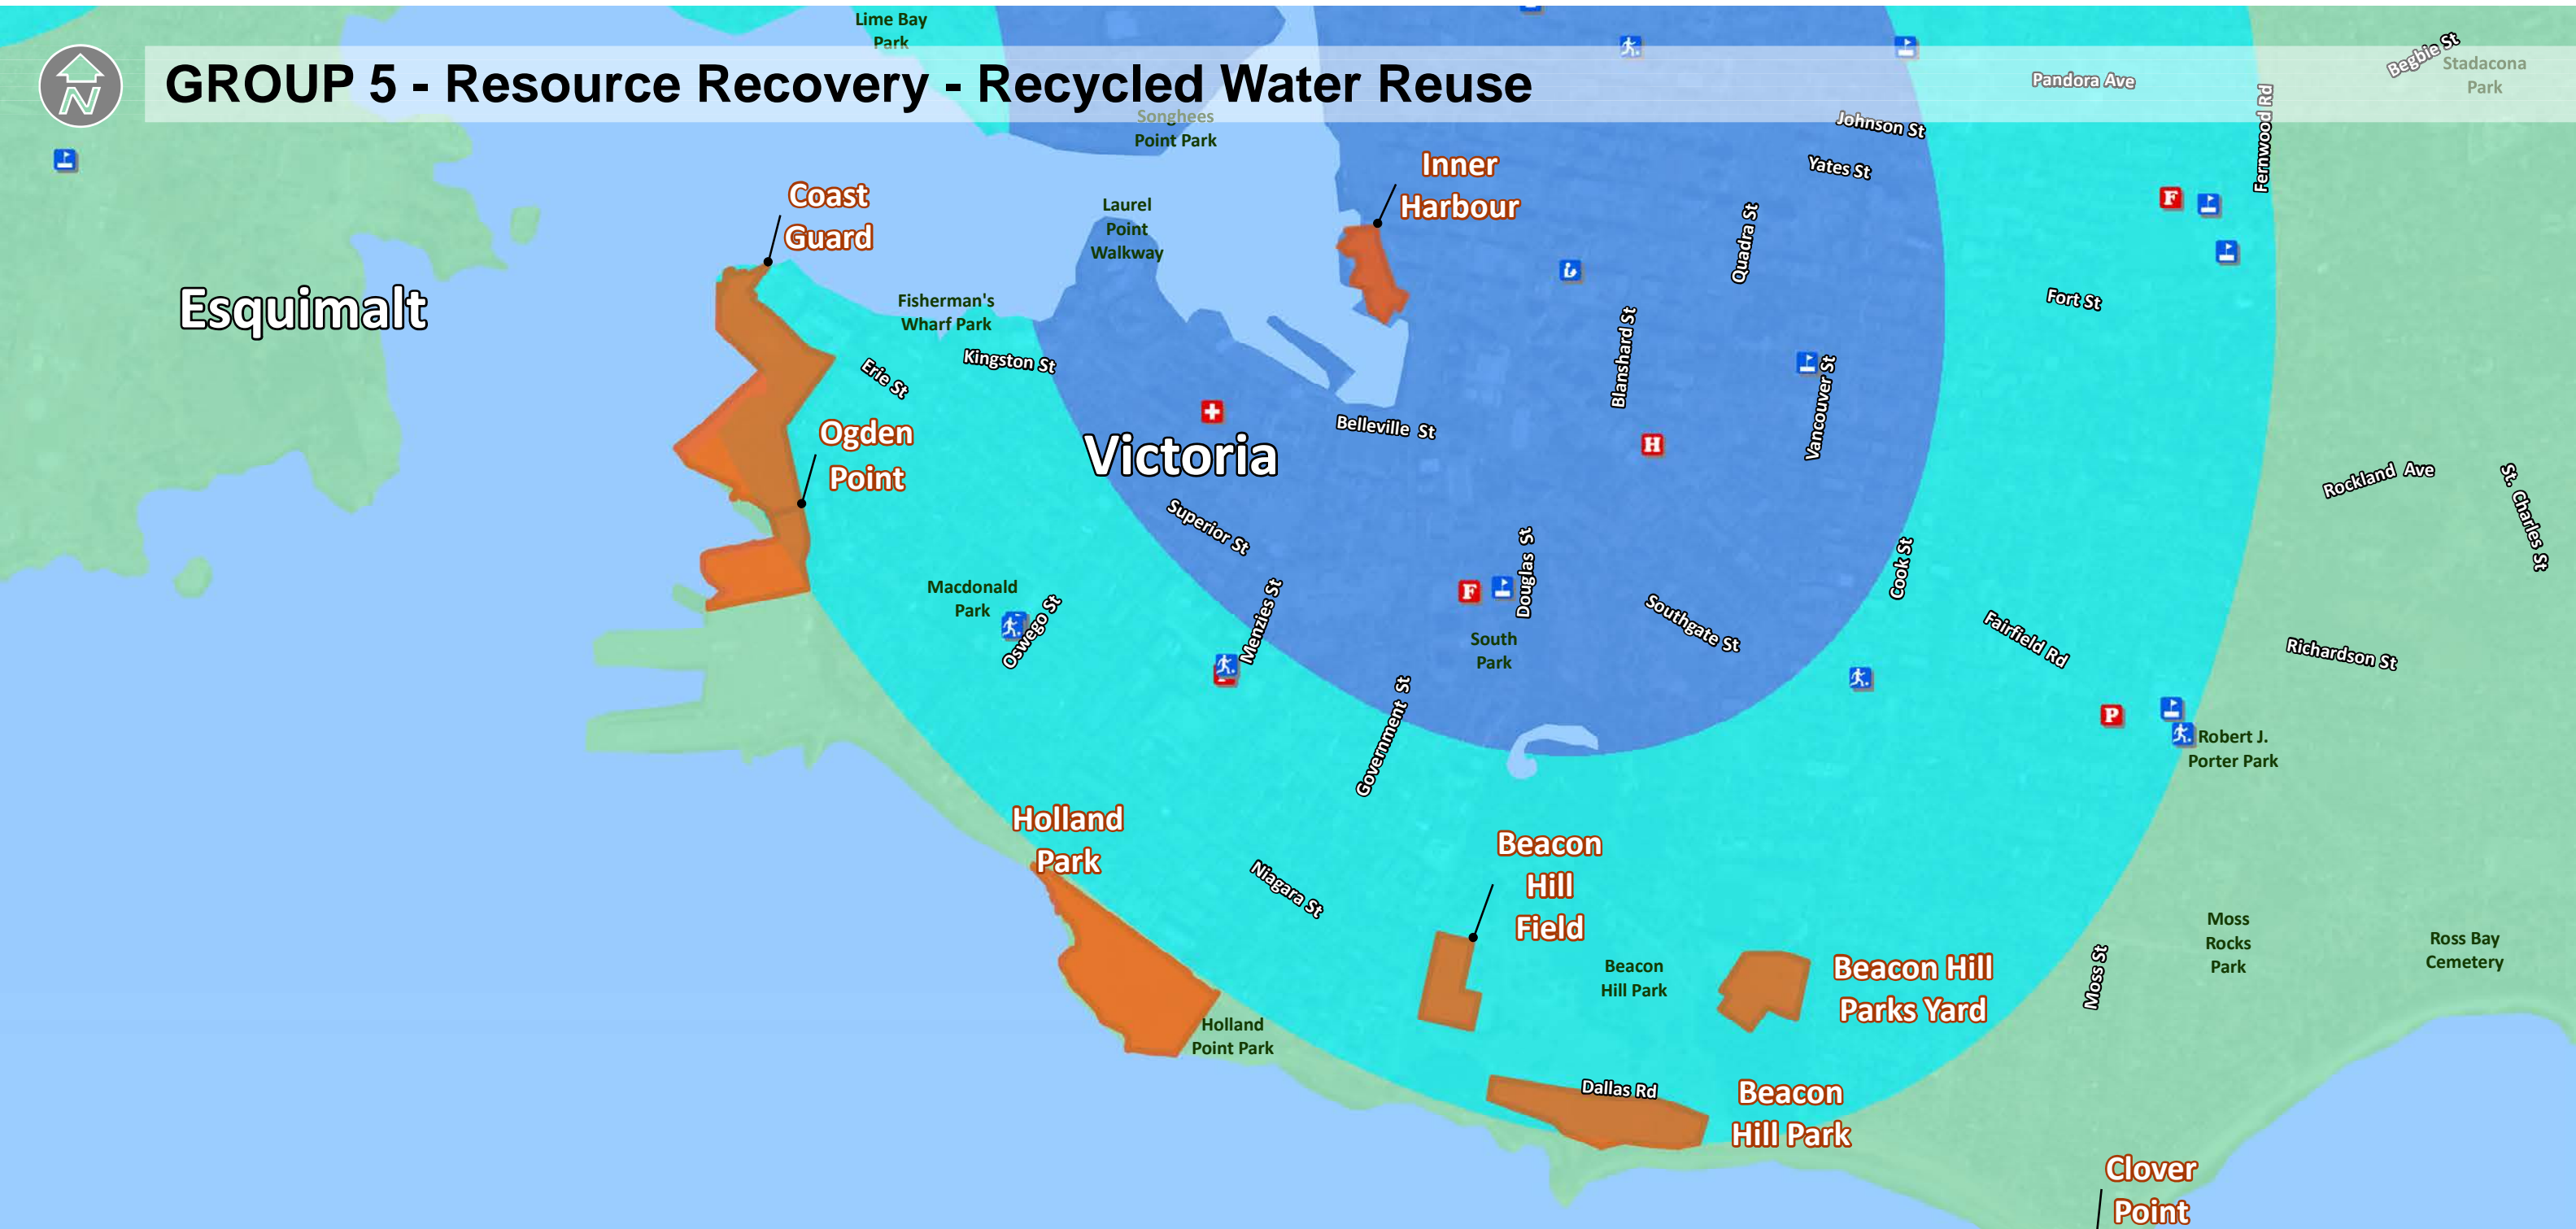 Lime Bay
Park
GROUP 5 - Resource Recovery - Recycled Water Reuse
N
Begbie St
Stadacona
Park
Pandora Ave
Fernwood Rd
Songhees
Point Park
Johnson St
Yates St
Inner
Harbour
Coast
Guard
Laurel
Point
Walkway
Quadra St
F
Esquimalt
Fisherman's
Wharf Park
Fort St
Kingston St
Erie St
Blanshard St
Vancouver St
Belleville St
Ogden
Point
Victoria
H
Rockland Ave
St. Charles St
Superior St
Douglas St
Cook St
Macdonald
Park
Oswego St
Menzies St
F
South
Park
Southgate St
Fairfield Rd
Richardson St
Government St
P
Robert J.
Porter Park
Holland
Park
Niagara St
Beacon
Hill
Field
Beacon
Hill Park
Beacon Hill
Parks Yard
Moss St
Moss
Rocks
Park
Ross Bay
Cemetery
Holland
Point Park
Dallas Rd
Beacon
Hill Park
Clover
Point